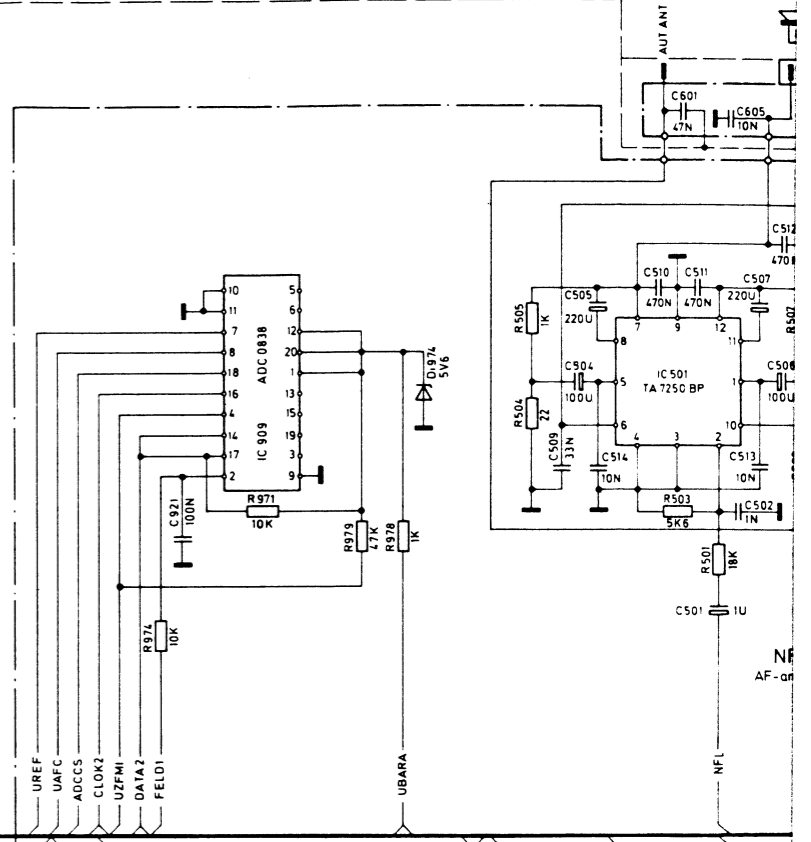 AUT ANT
C601
47N
C605
10N
C512
470
10
11
7
8
18
16
4
14
17
2
5
6
12
20
1
13
15
19
3
9
ADC 0838
IC 909
Di974
5V6
R971
10K
C921
100N
R979
47K
R978
1K
R974
10K
UREF
UAFC
ADCCS
CLOK2
UZFMI
DATA2
FELD1
UBARA
R505
1K
C505
220U
C510
470N
C511
470N
C507
220U
R507
7
9
12
8
11
5
1
6
10
4
3
2
IC 501
TA 7250 BP
C504
100U
C506
100U
R504
22
C509
33N
C514
10N
C513
10N
R503
5K6
C502
1N
R501
18K
C501
1U
NFL
NF
AF-am